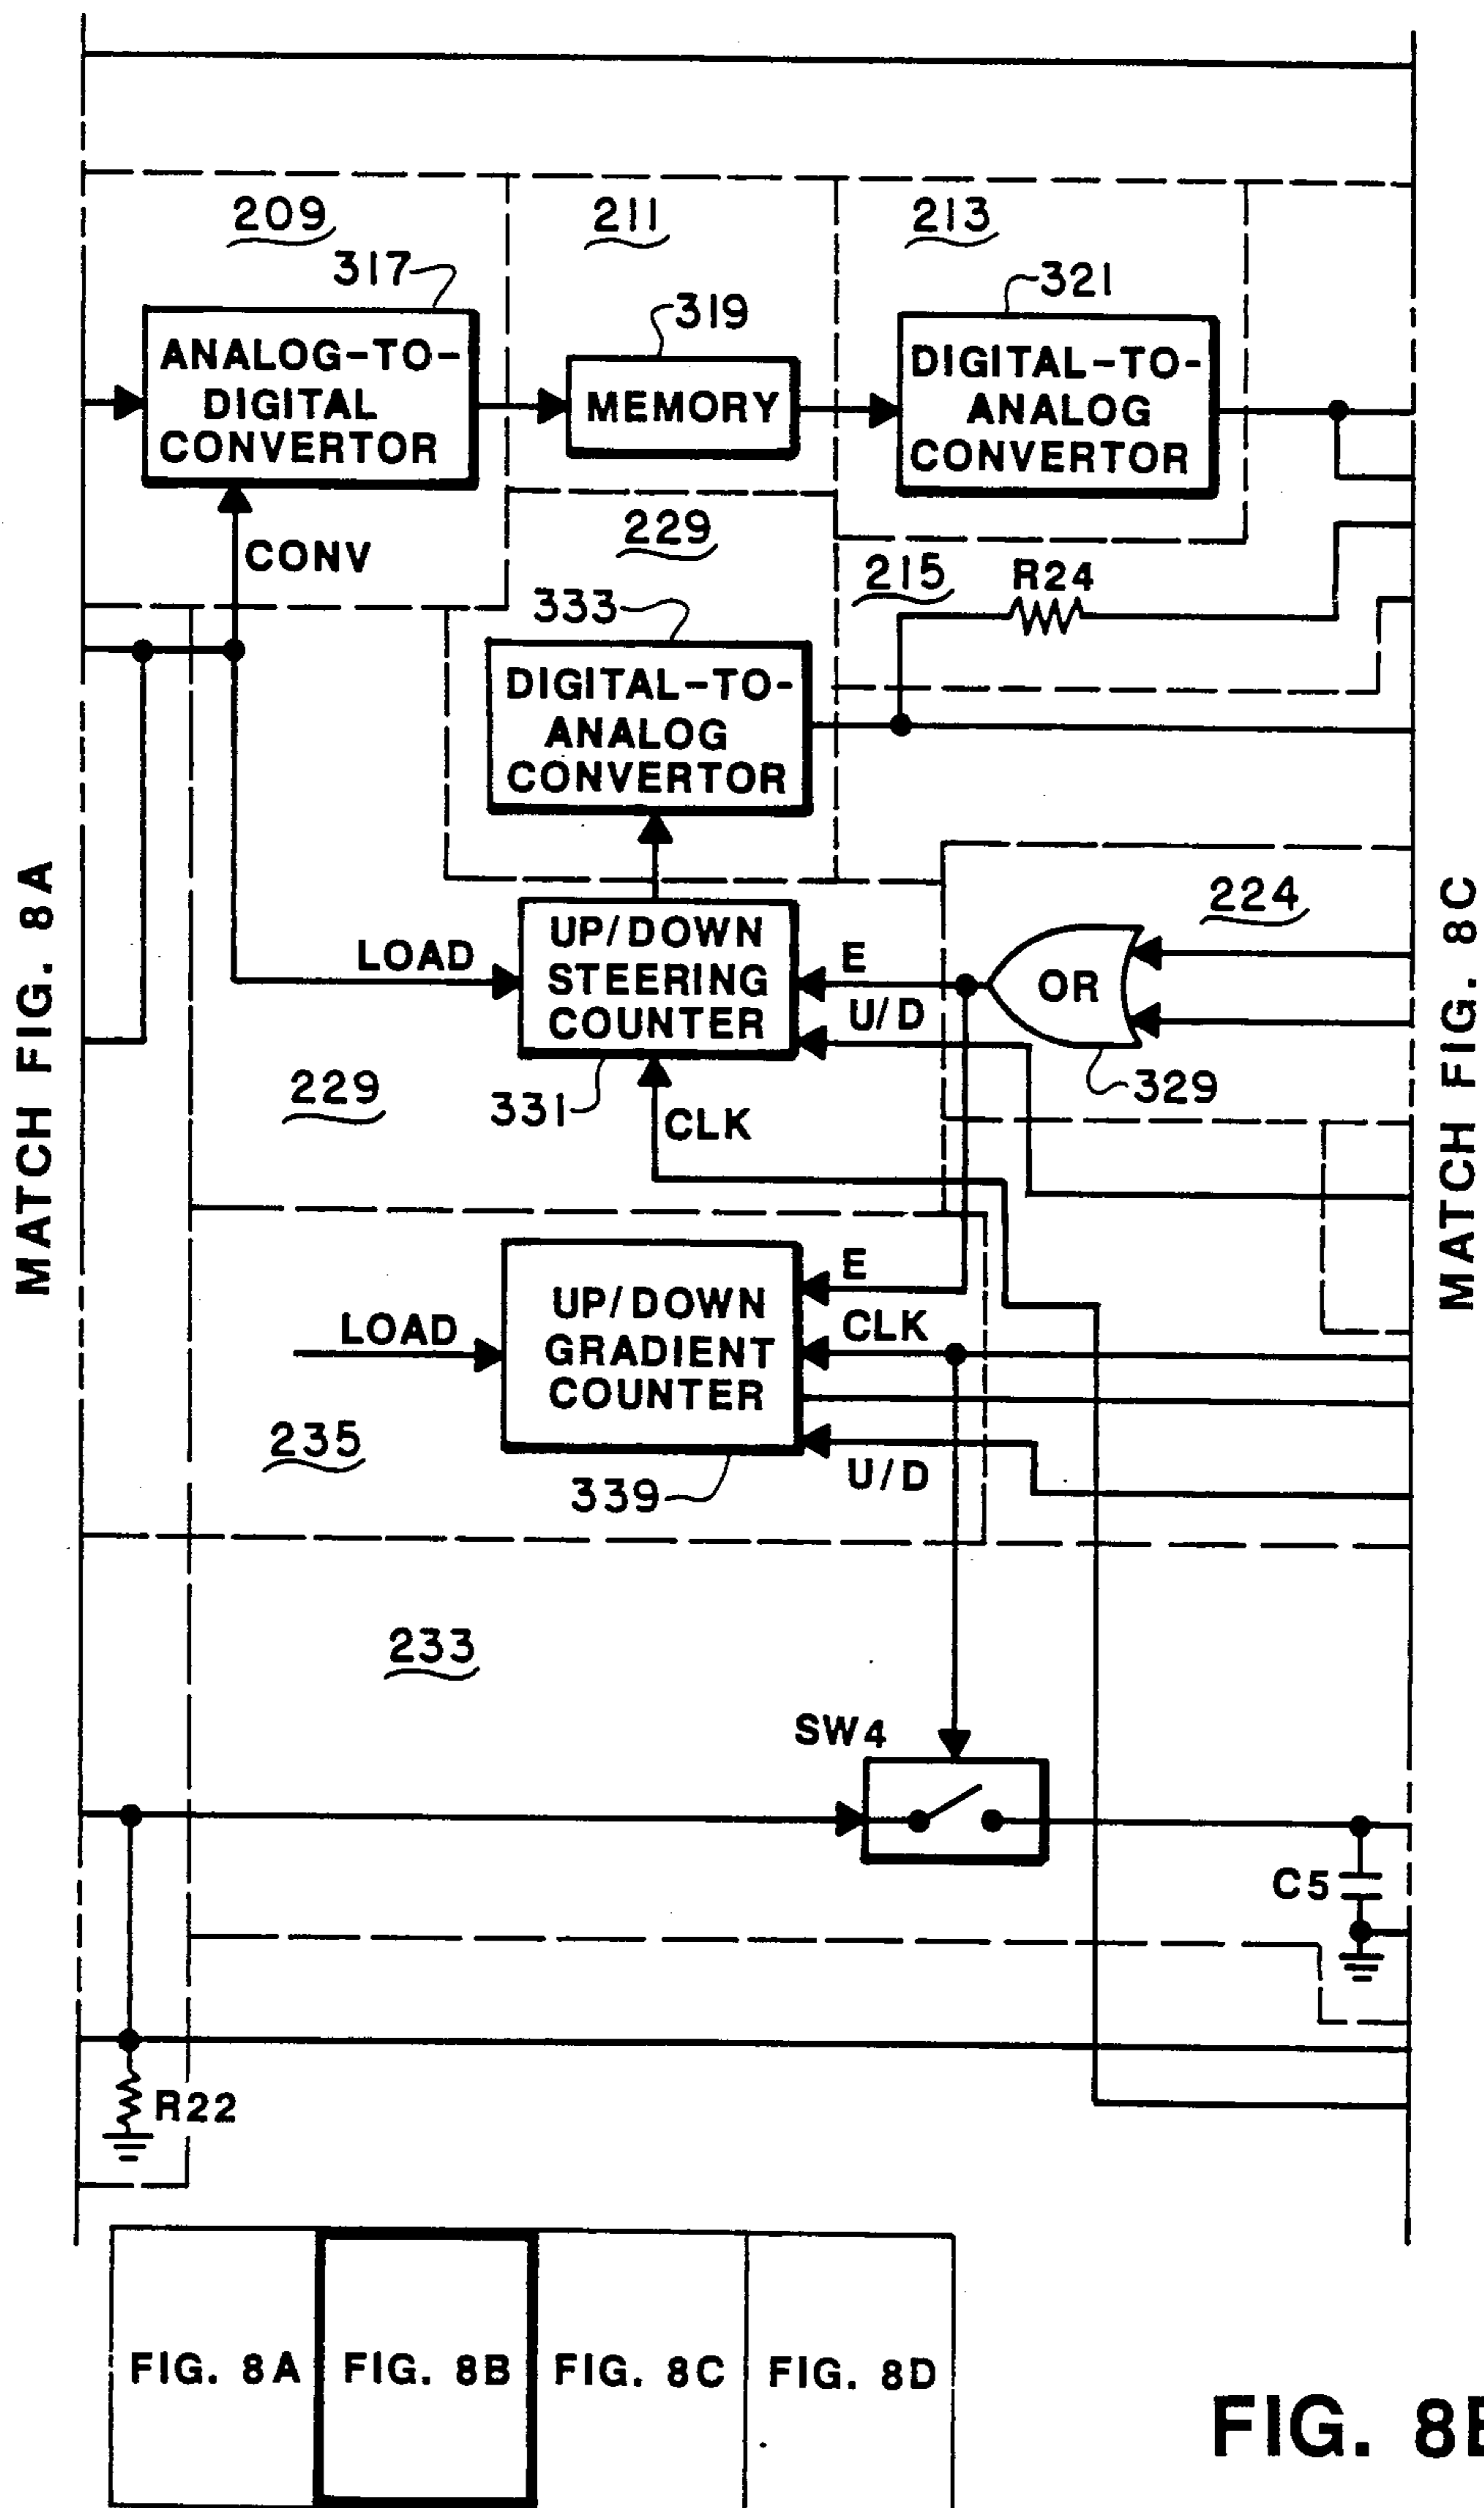 209
211
213
317
319
321
ANALOG-TO-
DIGITAL
CONVERTOR
MEMORY
DIGITAL-TO-
ANALOG
CONVERTOR
CONV
229
215
R24
333
DIGITAL-TO-
ANALOG
CONVERTOR
MATCH FIG. 8A
MATCH FIG. 8C
224
LOAD
UP/DOWN
STEERING
COUNTER
E
U/D
OR
329
229
331
CLK
LOAD
UP/DOWN
GRADIENT
COUNTER
E
CLK
U/D
235
339
233
SW4
C5
R22
FIG. 8A
FIG. 8B
FIG. 8C
FIG. 8D
FIG. 8B